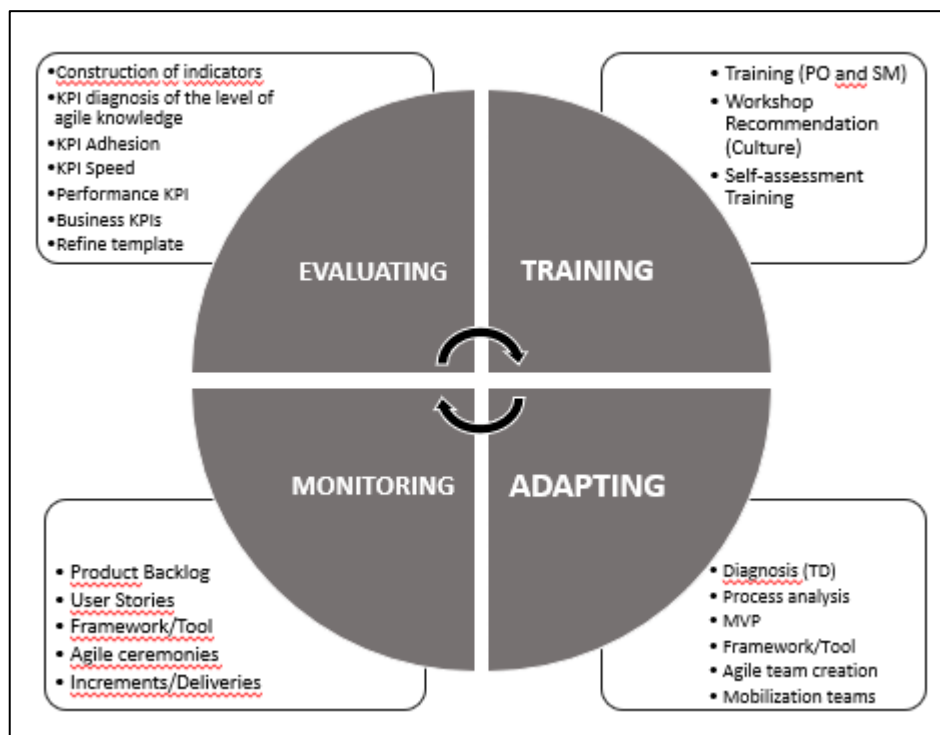 •Construction of indicators
•KPI diagnosis of the level of
agile knowledge
•KPI Adhesion
•KPI Speed
•Performance KPI
•Business KPIs
•Refine template
• Training (PO and SM)
• Workshop
Recommendation
(Culture)
• Self-assessment
Training
EVALUATING
TRAINING
MONITORING
ADAPTING
• Product Backlog
• User Stories
• Framework/Tool
• Agile ceremonies
• Increments/Deliveries
• Diagnosis (TD)
• Process analysis
• MVP
• Framework/Tool
• Agile team creation
• Mobilization teams